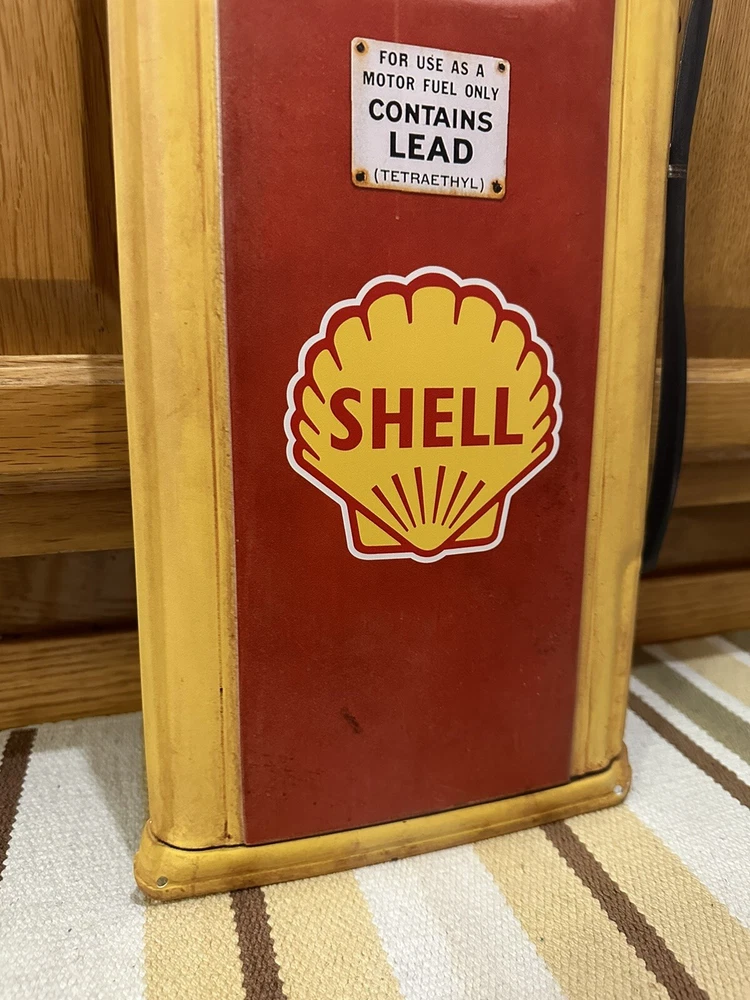 FOR USE AS A
MOTOR FUEL ONLY
CONTAINS
LEAD
(TETRAETHYL)
SHELL